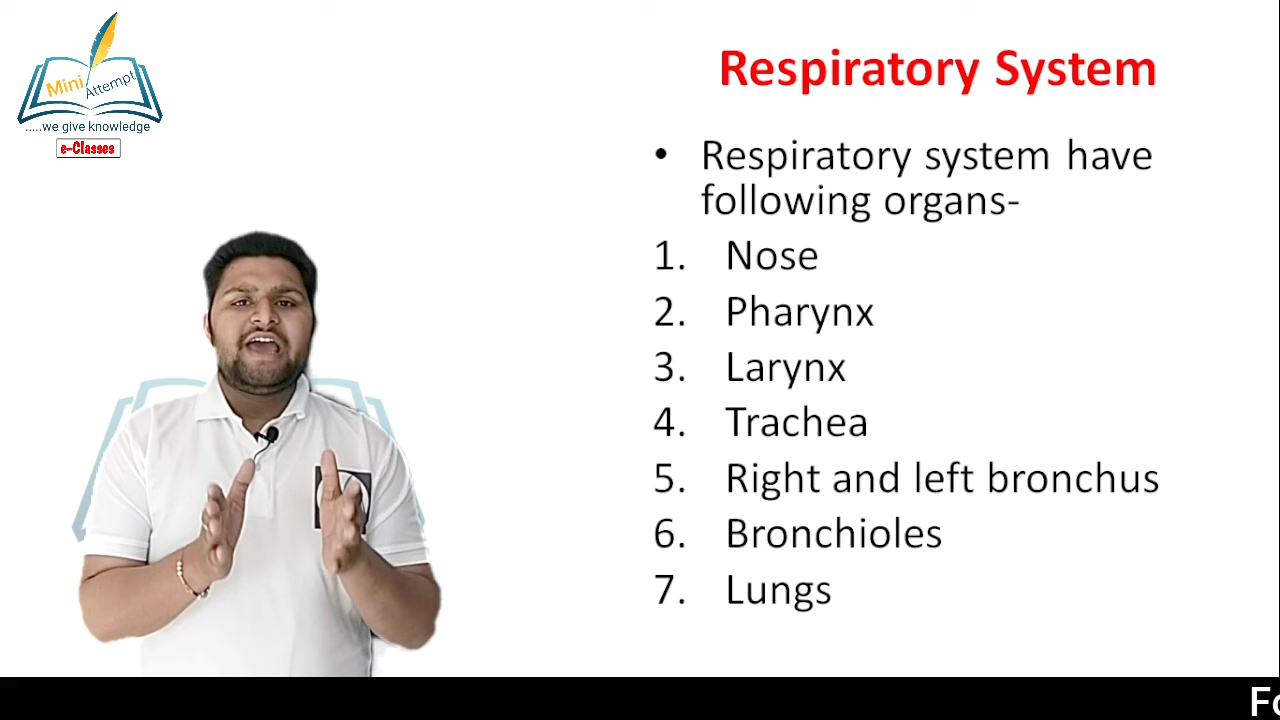 Mini Attempt
.....we give knowledge
e-Classes
Respiratory System
• Respiratory system have
following organs-
1. Nose
2. Pharynx
3. Larynx
4. Trachea
5. Right and left bronchus
6. Bronchioles
7. Lungs